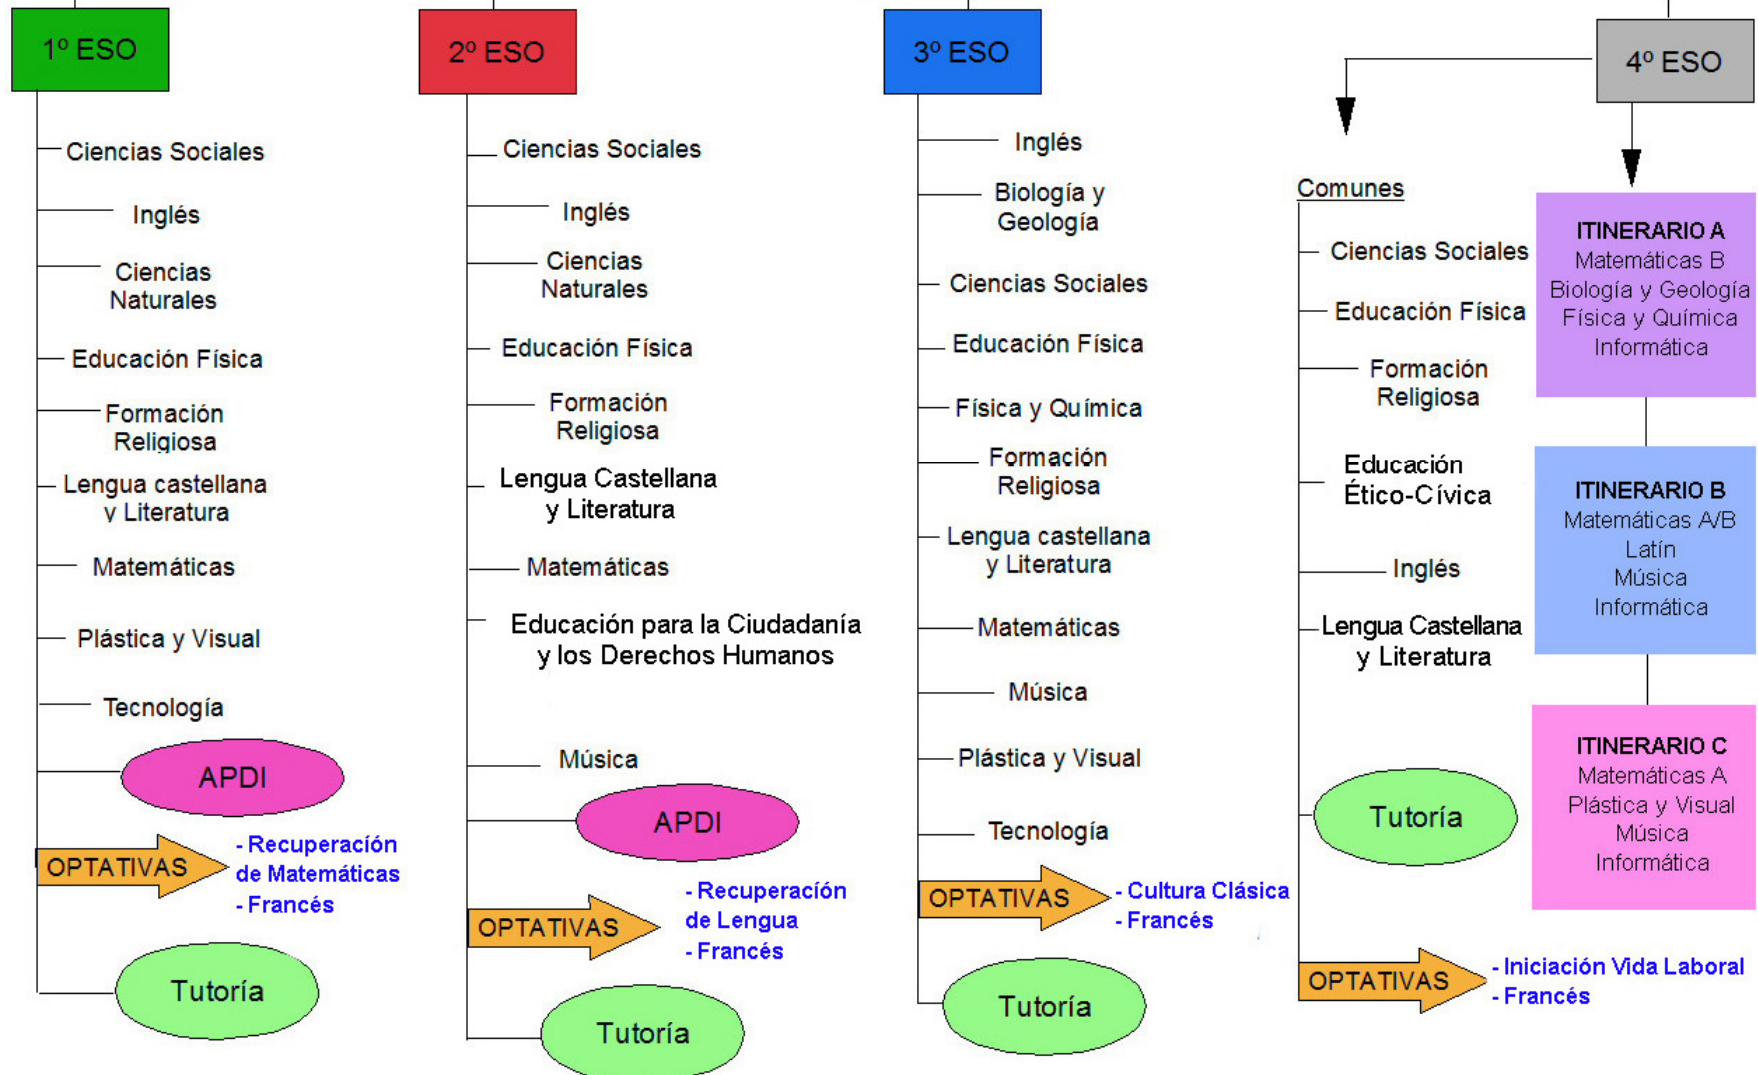 1º ESO
Ciencias Sociales
Inglés
Ciencias
Naturales
Educación Física
Formación
Religiosa
Lengua castellana
y Literatura
Matemáticas
Plástica y Visual
Tecnología
APDI
OPTATIVAS
- Recuperación
de Matemáticas
- Francés
Tutoría
2º ESO
Ciencias Sociales
Inglés
Ciencias
Naturales
Educación Física
Formación
Religiosa
Lengua Castellana
y Literatura
Matemáticas
Educación para la Ciudadanía
y los Derechos Humanos
Música
APDI
OPTATIVAS
- Recuperación
de Lengua
- Francés
Tutoría
3º ESO
Inglés
Biología y
Geología
Ciencias Sociales
Educación Física
Física y Química
Formación
Religiosa
Lengua castellana
y Literatura
Matemáticas
Música
Plástica y Visual
Tecnología
OPTATIVAS
- Cultura Clásica
- Francés
Tutoría
4º ESO
Comunes
Ciencias Sociales
Educación Física
Formación
Religiosa
Educación
Ético-Cívica
Inglés
Lengua Castellana
y Literatura
Tutoría
OPTATIVAS
- Iniciación Vida Laboral
- Francés
ITINERARIO A
Matemáticas B
Biología y Geología
Física y Química
Informática
ITINERARIO B
Matemáticas A/B
Latín
Música
Informática
ITINERARIO C
Matemáticas A
Plástica y Visual
Música
Informática